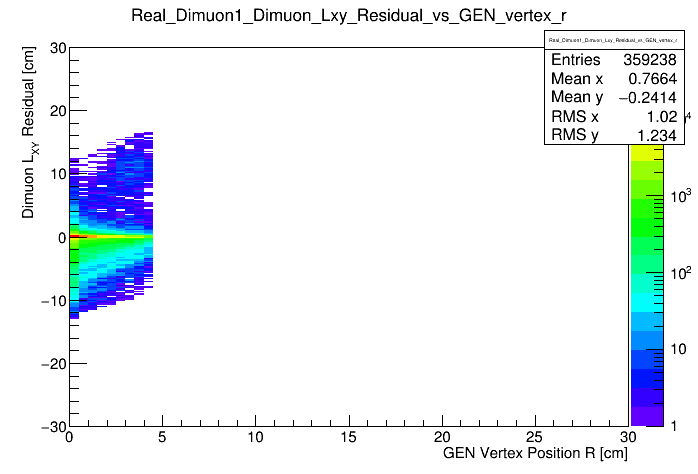 Real_Dimuon1_Dimuon_Lxy_Residual_vs_GEN_vertex_r
Real_Dimuon1_Dimuon_Lxy_Residual_vs_GEN_vertex_r
Entries 359238
Mean x 0.7664
Mean y −0.2414
RMS x 1.02
RMS y 1.234
Dimuon LXY Residual [cm]
30
20
10
0
−10
−20
−30
0 5 10 15 20 25 30
GEN Vertex Position R [cm]
4
10^3
10^2
10
1